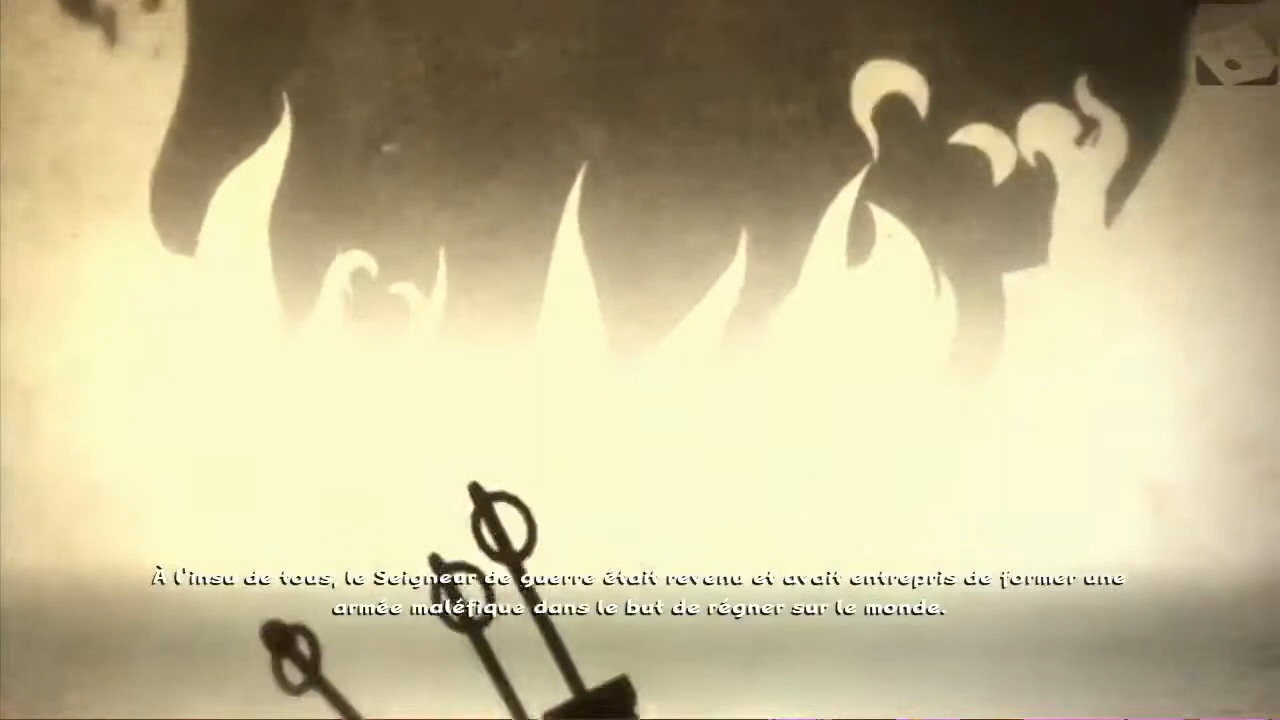 À l'insu de tous, le Seigneur de guerre était revenu et avait entrepris de former une
armée maléfique dans le but de régner sur le monde.